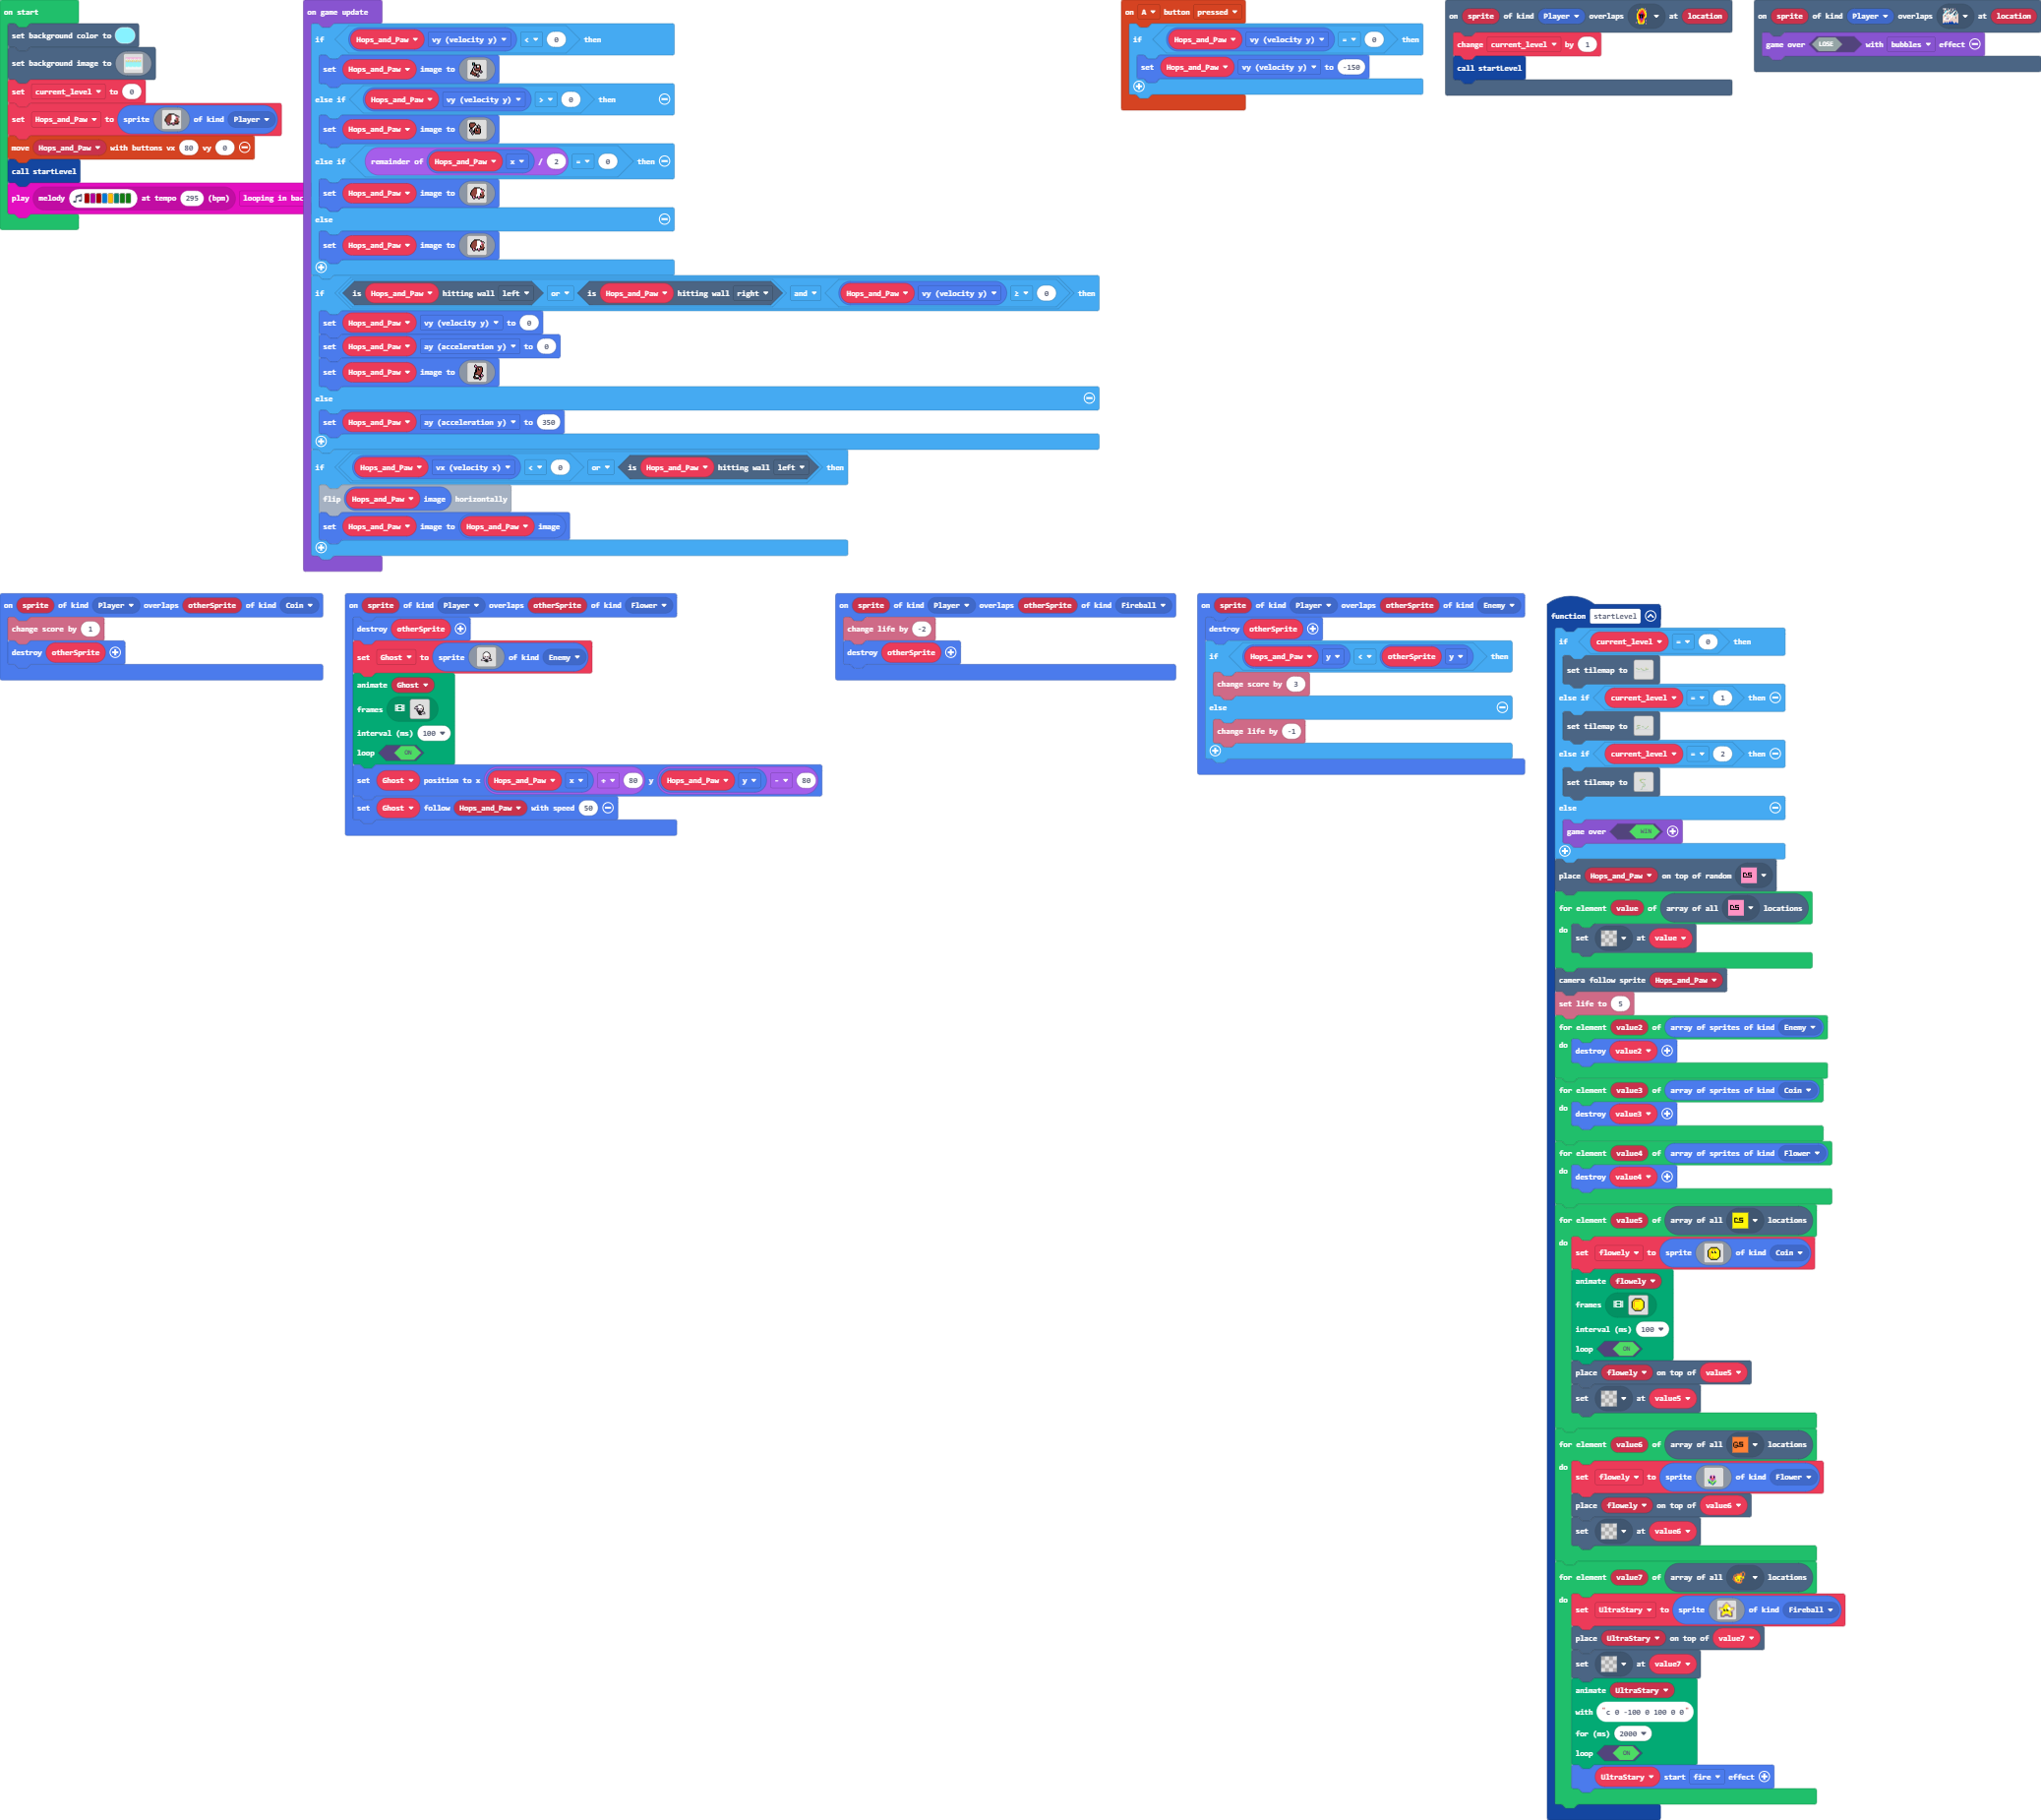 on start
set background color to
set background image to
set current_level to 0
set Hops_and_Paw to sprite of kind Player
move Hops_and_Paw with buttons vx 80 vy 0
call startLevel
play melody at tempo 295 (bpm) looping in bac
on game update
if Hops_and_Paw vy (velocity y) < 0 then
set Hops_and_Paw image to
else if Hops_and_Paw vy (velocity y) > 0 then
set Hops_and_Paw image to
else if remainder of Hops_and_Paw x / 2 = 0 then
set Hops_and_Paw image to
else
set Hops_and_Paw image to
if is Hops_and_Paw hitting wall left or is Hops_and_Paw hitting wall right and Hops_and_Paw vy (velocity y) ≥ 0 then
set Hops_and_Paw vy (velocity y) to 0
set Hops_and_Paw ay (acceleration y) to 0
set Hops_and_Paw image to
else
set Hops_and_Paw ay (acceleration y) to 350
if Hops_and_Paw vx (velocity x) < 0 or is Hops_and_Paw hitting wall left then
flip Hops_and_Paw image horizontally
set Hops_and_Paw image to Hops_and_Paw image
on A button pressed
if Hops_and_Paw vy (velocity y) = 0 then
set Hops_and_Paw vy (velocity y) to -150
on sprite of kind Player overlaps at location
change current_level by 1
call startLevel
on sprite of kind Player overlaps at location
game over LOSE with bubbles effect
on sprite of kind Player overlaps otherSprite of kind Coin
change score by 1
destroy otherSprite
on sprite of kind Player overlaps otherSprite of kind Flower
destroy otherSprite
set Ghost to sprite of kind Enemy
animate Ghost
frames
interval (ms) 100
loop ON
set Ghost position to x Hops_and_Paw x + 80 y Hops_and_Paw y - 80
set Ghost follow Hops_and_Paw with speed 50
on sprite of kind Player overlaps otherSprite of kind Fireball
change life by -2
destroy otherSprite
on sprite of kind Player overlaps otherSprite of kind Enemy
destroy otherSprite
if Hops_and_Paw y < otherSprite y then
change score by 3
else
change life by -1
function startLevel
if current_level = 0 then
set tilemap to
else if current_level = 1 then
set tilemap to
else if current_level = 2 then
set tilemap to
else
game over WIN
place Hops_and_Paw on top of random
for element value of array of all locations
do set at value
camera follow sprite Hops_and_Paw
set life to 5
for element value2 of array of sprites of kind Enemy
do destroy value2
for element value3 of array of sprites of kind Coin
do destroy value3
for element value4 of array of sprites of kind Flower
do destroy value4
for element value5 of array of all locations
do set flowely to sprite of kind Coin
animate flowely
frames
interval (ms) 100
loop ON
place flowely on top of value5
set at value5
for element value6 of array of all locations
do set flowely to sprite of kind Flower
place flowely on top of value6
set at value6
for element value7 of array of all locations
do set UltraStary to sprite of kind Fireball
place UltraStary on top of value7
set at value7
animate UltraStary
with "c 0 -100 0 100 0 0"
for (ms) 2000
loop ON
UltraStary start fire effect